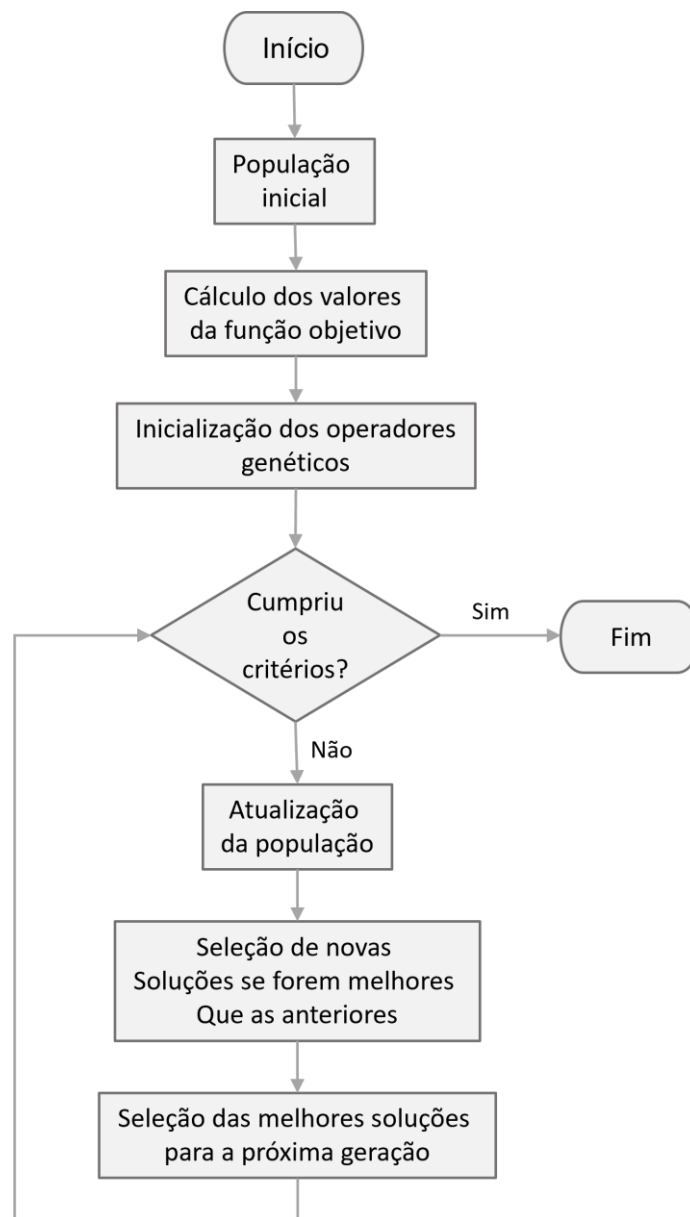 Início
População
inicial
Cálculo dos valores
da função objetivo
Inicialização dos operadores
genéticos
Cumpriu
os
critérios?
Sim
Fim
Não
Atualização
da população
Seleção de novas
Soluções se forem melhores
Que as anteriores
Seleção das melhores soluções
para a próxima geração